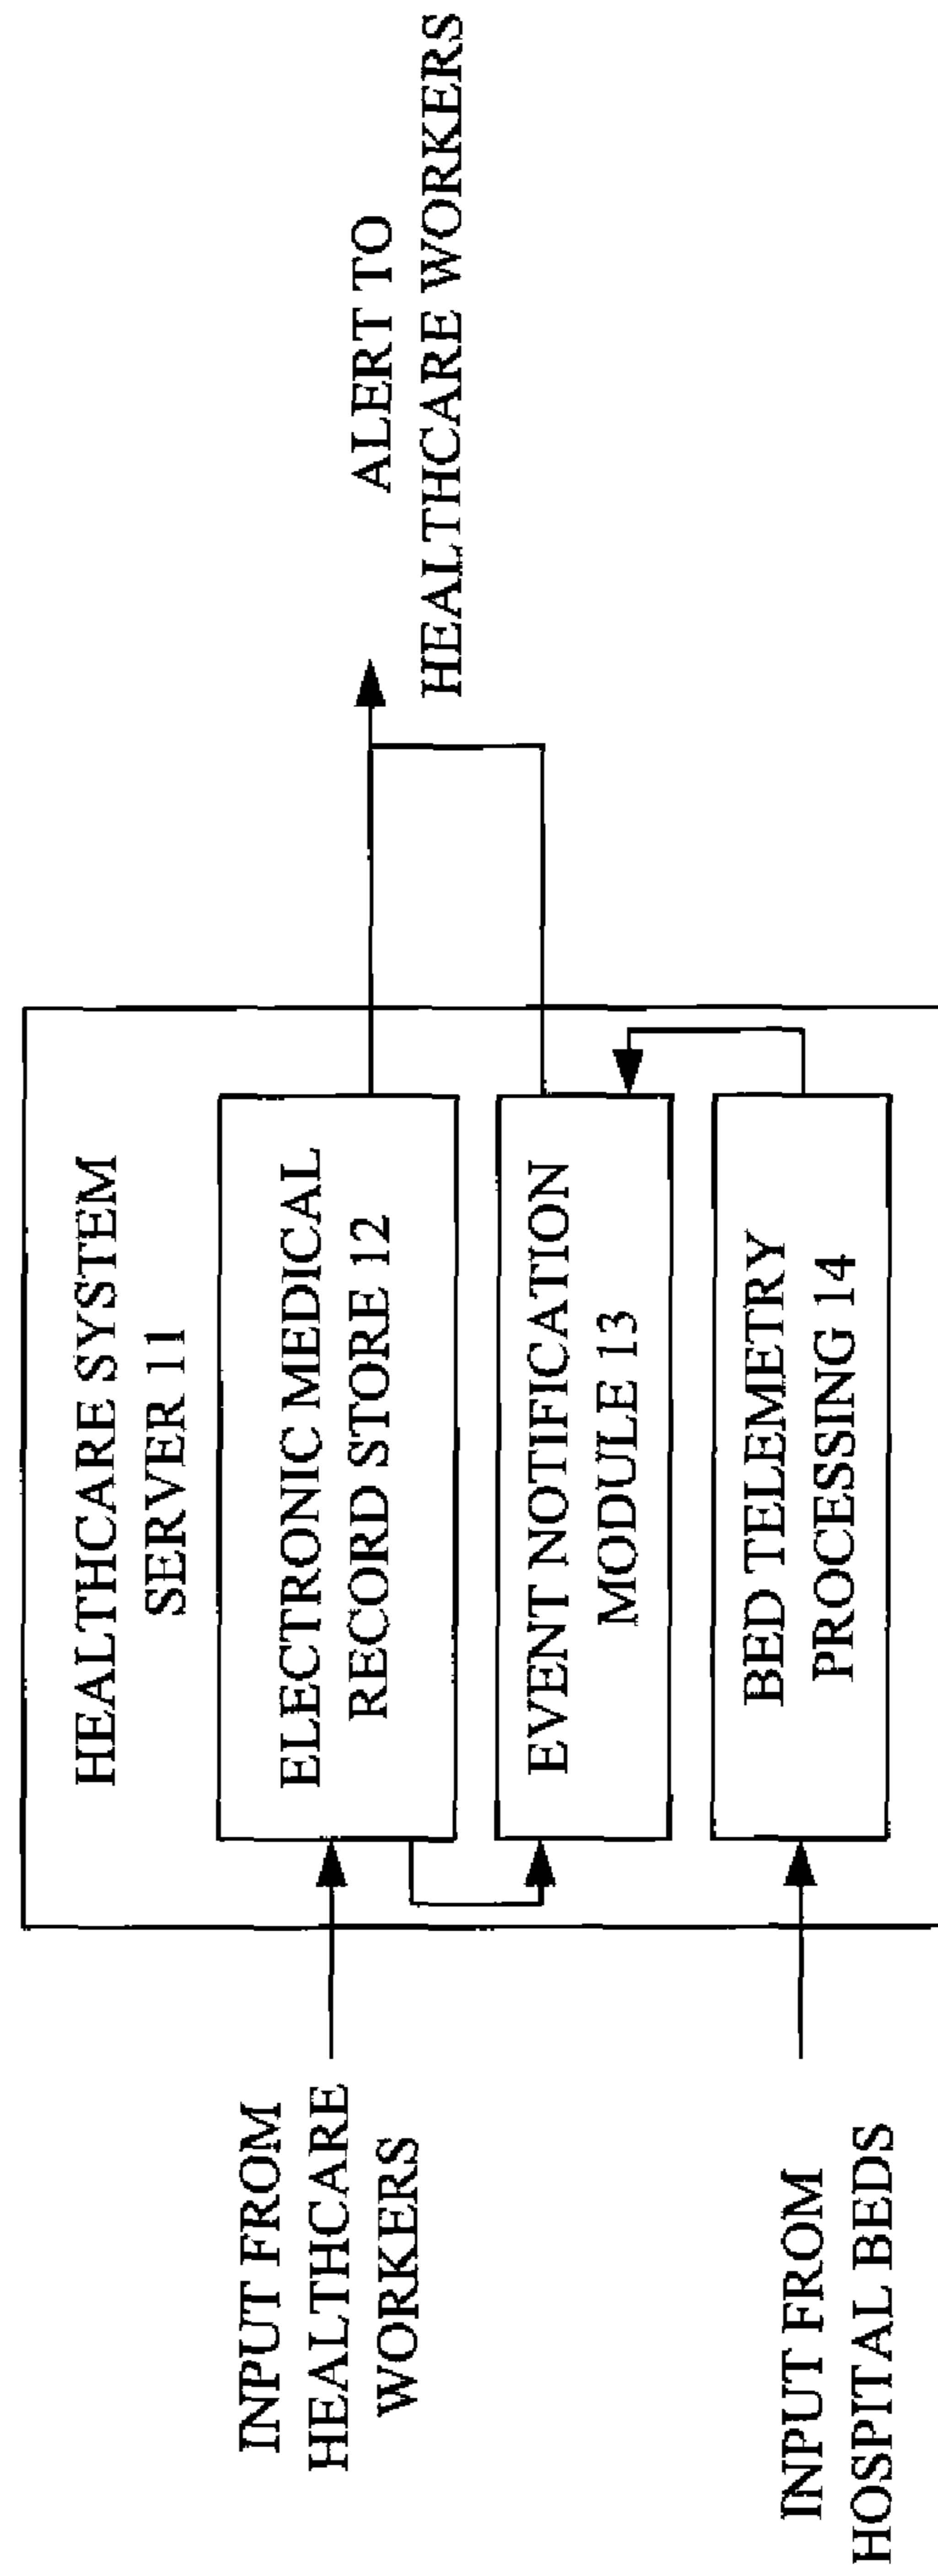 HEALTHCARE SYSTEM
SERVER 11
INPUT FROM
HEALTHCARE
WORKERS
ELECTRONIC MEDICAL
RECORD STORE 12
ALERT TO
HEALTHCARE WORKERS
EVENT NOTIFICATION
MODULE 13
INPUT FROM
HOSPITAL BEDS
BED TELEMETRY
PROCESSING 14